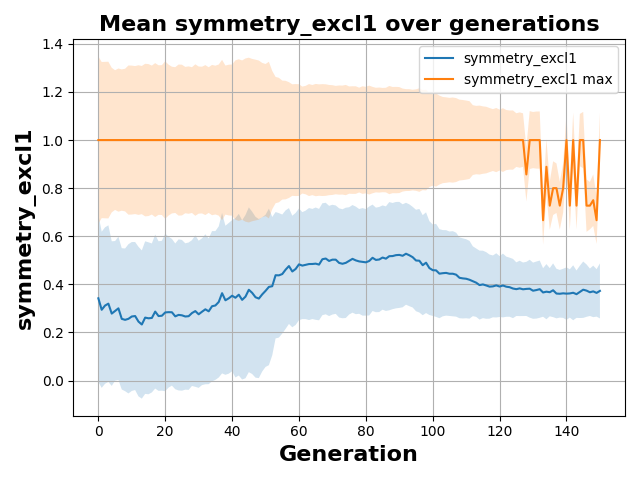 Mean symmetry_excl1 over generations
symmetry_excl1
symmetry_excl1 max
1.4
1.2
1.0
0.8
0.6
0.4
0.2
0.0
symmetry_excl1
0 20 40 60 80 100 120 140
Generation